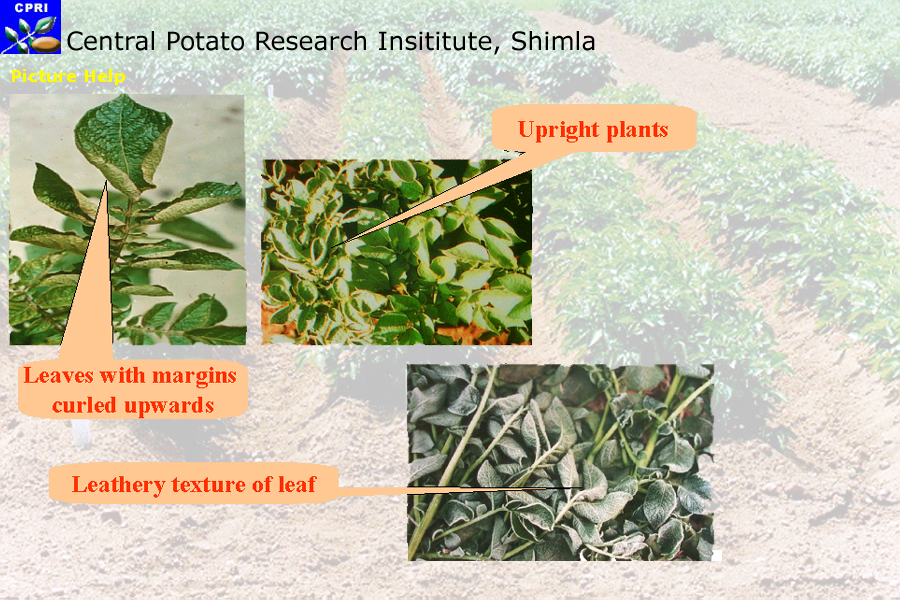 CPRI
Central Potato Research Insititute, Shimla
Picture Help
Upright plants
Leaves with margins
curled upwards
Leathery texture of leaf